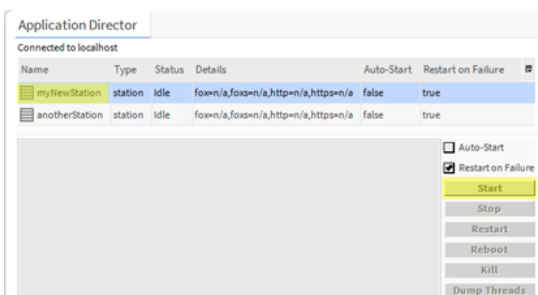 Application Director
Connected to localhost
Name Type Status Details Auto-Start Restart on Failure
myNewStation station Idle fox=n/a,foxs=n/a,http=n/a,https=n/a false true
anotherStation station Idle fox=n/a,foxs=n/a,http=n/a,https=n/a false true
Auto-Start
Restart on Failure
Start
Stop
Restart
Reboot
Kill
Dump Threads